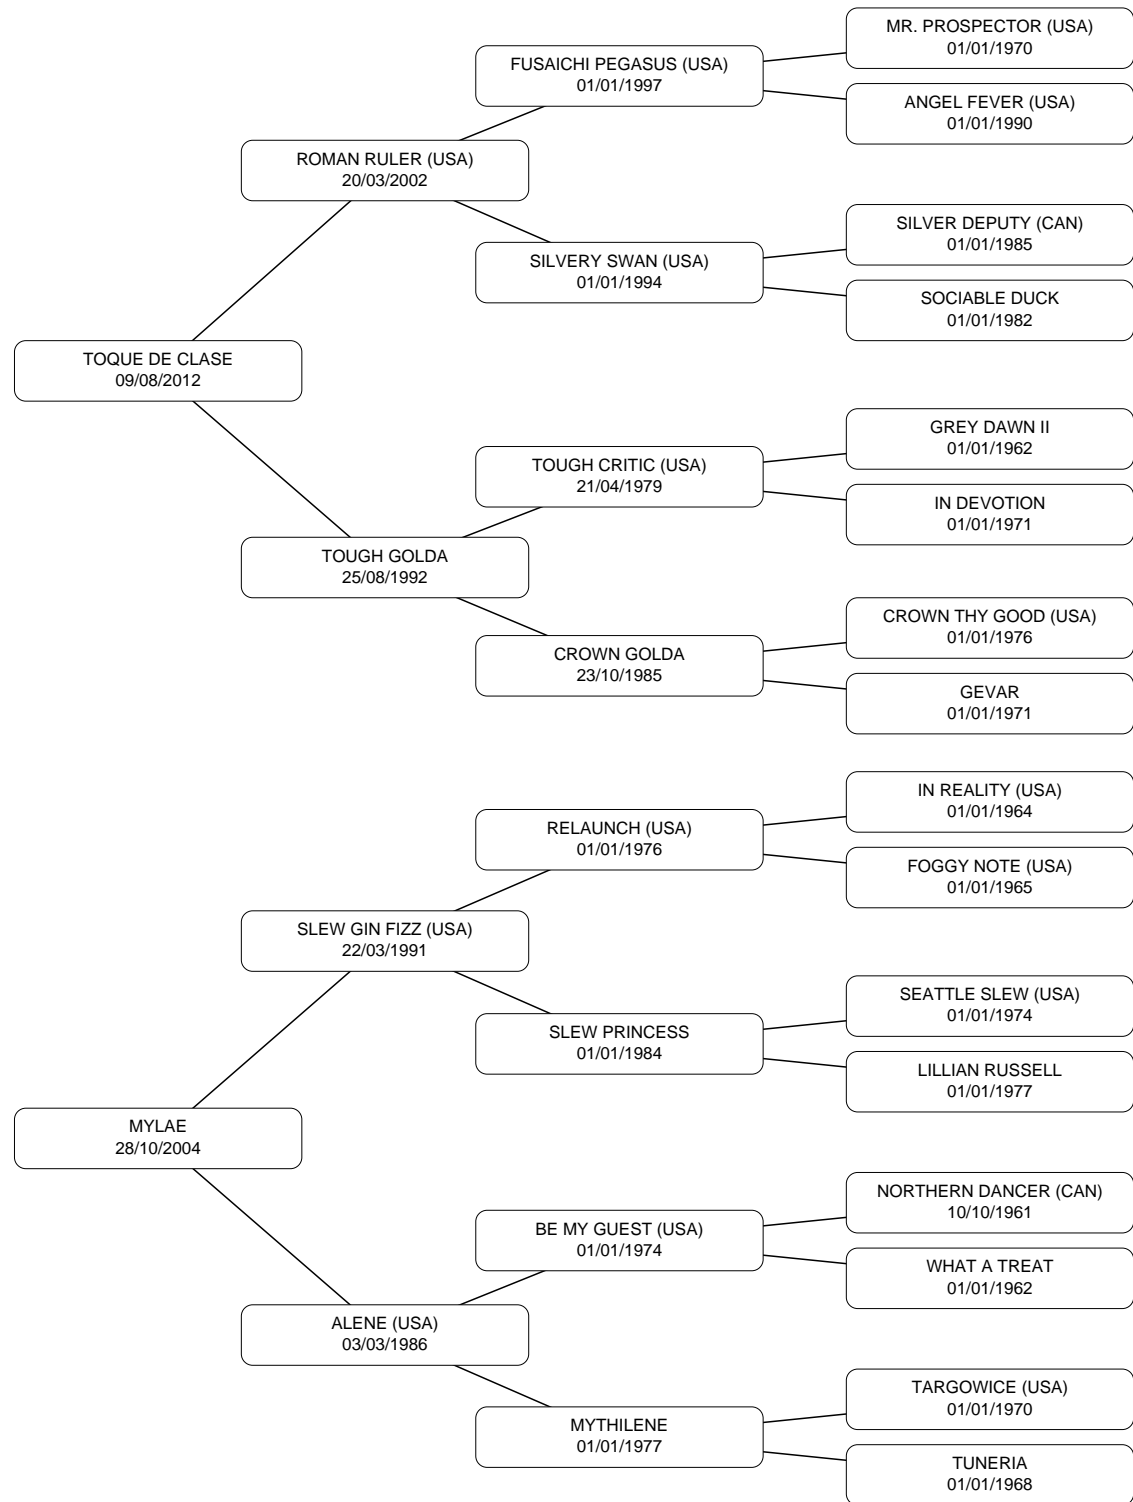 MR. PROSPECTOR (USA)
01/01/1970
FUSAICHI PEGASUS (USA)
01/01/1997
ANGEL FEVER (USA)
01/01/1990
ROMAN RULER (USA)
20/03/2002
SILVER DEPUTY (CAN)
01/01/1985
SILVERY SWAN (USA)
01/01/1994
SOCIABLE DUCK
01/01/1982
TOQUE DE CLASE
09/08/2012
GREY DAWN II
01/01/1962
TOUGH CRITIC (USA)
21/04/1979
IN DEVOTION
01/01/1971
TOUGH GOLDA
25/08/1992
CROWN THY GOOD (USA)
01/01/1976
CROWN GOLDA
23/10/1985
GEVAR
01/01/1971
IN REALITY (USA)
01/01/1964
RELAUNCH (USA)
01/01/1976
FOGGY NOTE (USA)
01/01/1965
SLEW GIN FIZZ (USA)
22/03/1991
SEATTLE SLEW (USA)
01/01/1974
SLEW PRINCESS
01/01/1984
LILLIAN RUSSELL
01/01/1977
MYLAE
28/10/2004
NORTHERN DANCER (CAN)
10/10/1961
BE MY GUEST (USA)
01/01/1974
WHAT A TREAT
01/01/1962
ALENE (USA)
03/03/1986
TARGOWICE (USA)
01/01/1970
MYTHILENE
01/01/1977
TUNERIA
01/01/1968